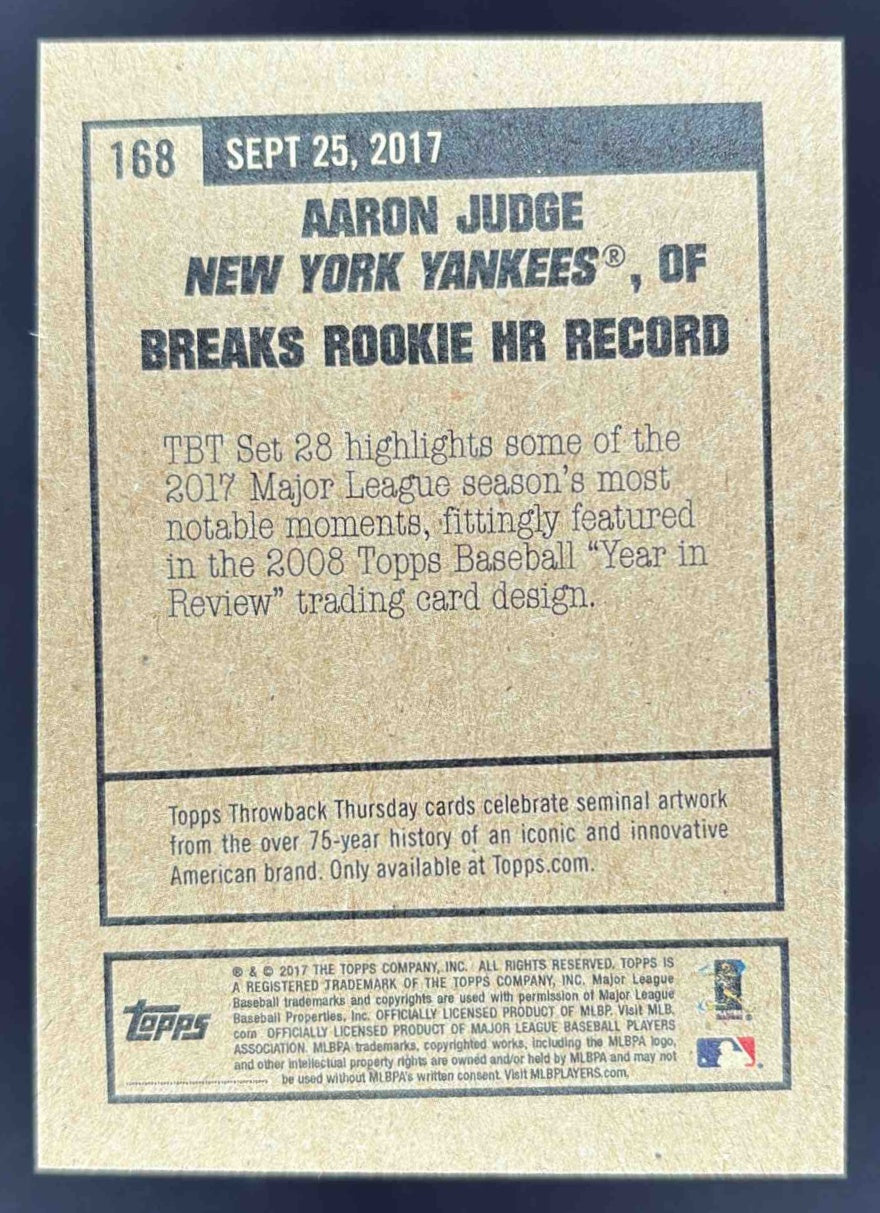 168
SEPT 25, 2017
AARON JUDGE
NEW YORK YANKEES®, OF
BREAKS ROOKIE HR RECORD
TBT Set 28 highlights some of the
2017 Major League season's most
notable moments, fittingly featured
in the 2008 Topps Baseball “Year in
Review” trading card design.
Topps Throwback Thursday cards celebrate seminal artwork
from the over 75-year history of an iconic and innovative
American brand. Only available at Topps.com.
® & © 2017 THE TOPPS COMPANY, INC. ALL RIGHTS RESERVED. TOPPS IS
A REGISTERED TRADEMARK OF THE TOPPS COMPANY, INC. Major League
Baseball trademarks and copyrights are used with permission of Major League
Baseball Properties, Inc. OFFICIALLY LICENSED PRODUCT OF MLBP. Visit MLB.
com OFFICIALLY LICENSED PRODUCT OF MAJOR LEAGUE BASEBALL PLAYERS
ASSOCIATION. MLBPA trademarks, copyrighted works, including the MLBPA logo,
and other intellectual property rights are owned and/or held by MLBPA and may not
be used without MLBPA's written consent. Visit MLBPLAYERS.com.
topps